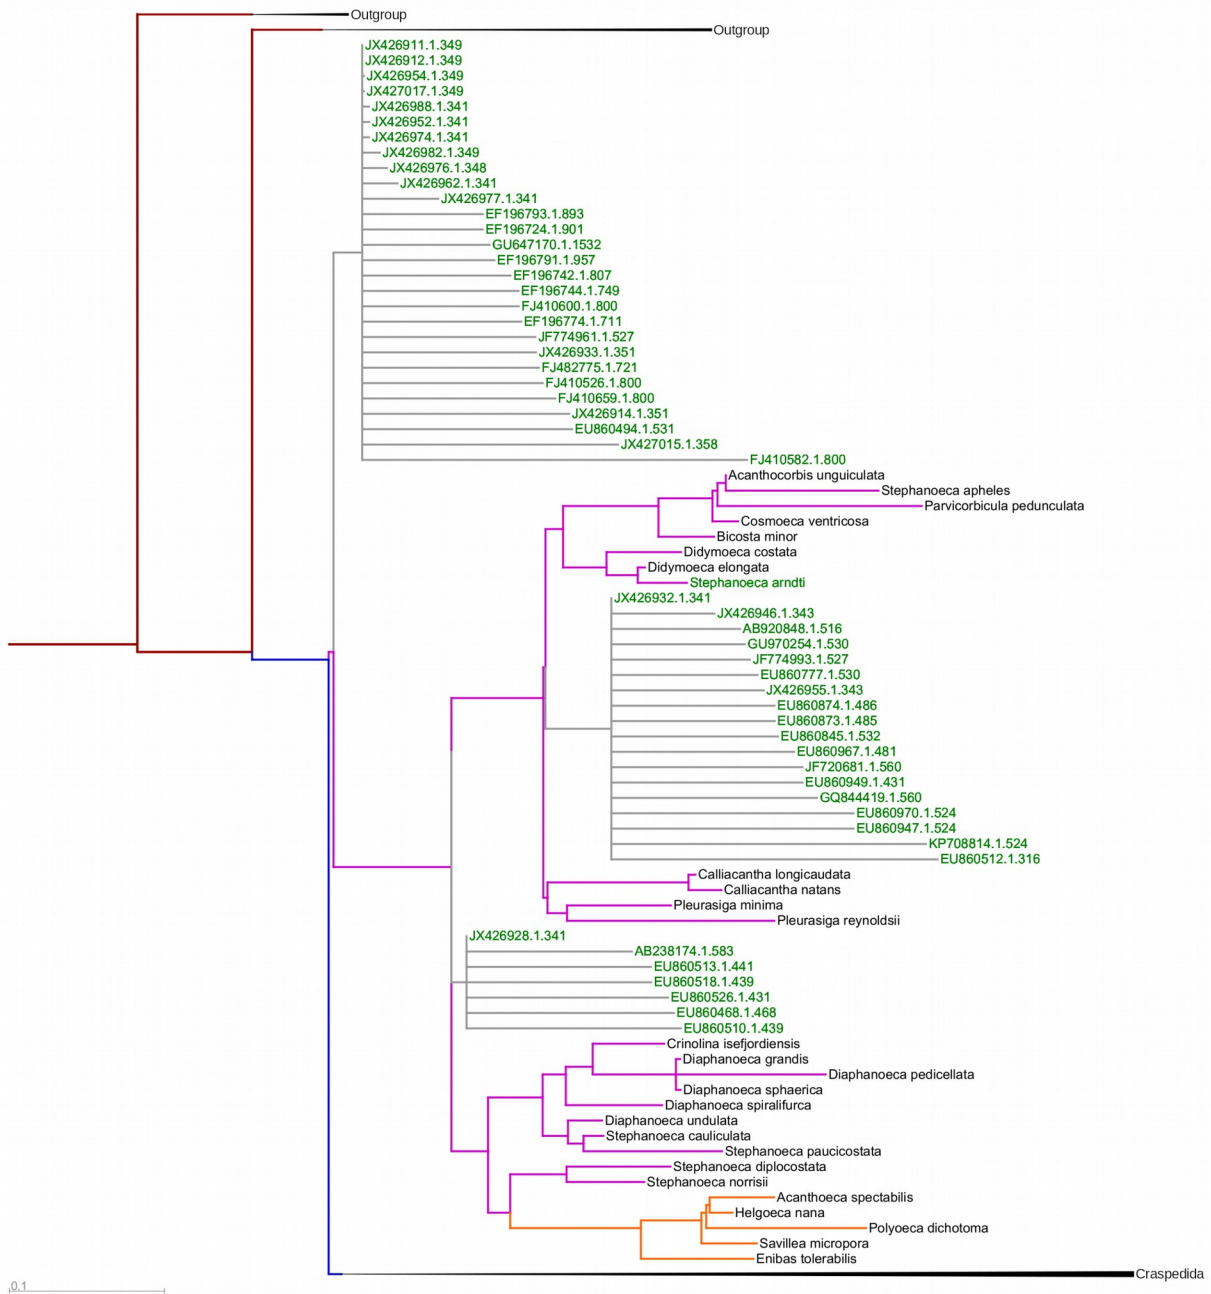 Outgroup
Outgroup
JX426911.1.349
JX426912.1.349
JX426954.1.349
JX427017.1.349
JX426988.1.341
JX426952.1.341
JX426974.1.341
JX426982.1.349
JX426976.1.348
JX426962.1.341
JX426977.1.341
EF196793.1.893
EF196724.1.901
GU647170.1.1532
EF196791.1.957
EF196742.1.807
EF196744.1.749
FJ410600.1.800
EF196774.1.711
JF774961.1.527
JX426933.1.351
FJ482775.1.721
FJ410526.1.800
FJ410659.1.800
JX426914.1.351
EU860494.1.531
JX427015.1.358
FJ410582.1.800
Acanthocorbis unguiculata
Stephanoeca apheles
Parvicorbicula pedunculata
Cosmoeca ventricosa
Bicosta minor
Didymoeca costata
Didymoeca elongata
Stephanoeca arndti
JX426932.1.341
JX426946.1.343
AB920848.1.516
GU970254.1.530
JF774993.1.527
EU860777.1.530
JX426955.1.343
EU860874.1.486
EU860873.1.485
EU860845.1.532
EU860967.1.481
JF720681.1.560
EU860949.1.431
GQ844419.1.560
EU860970.1.524
EU860947.1.524
KP708814.1.524
EU860512.1.316
Calliacantha longicaudata
Calliacantha natans
Pleurasiga minima
Pleurasiga reynoldsii
JX426928.1.341
AB238174.1.583
EU860513.1.441
EU860518.1.439
EU860526.1.431
EU860468.1.468
EU860510.1.439
Crinolina isefjordiensis
Diaphanoeca grandis
Diaphanoeca pedicellata
Diaphanoeca sphaerica
Diaphanoeca spiralifurca
Diaphanoeca undulata
Stephanoeca cauliculata
Stephanoeca paucicostata
Stephanoeca diplocostata
Stephanoeca norrisii
Acanthoeca spectabilis
Helgoeca nana
Polyoeca dichotoma
Savillea micropora
Enibas tolerabilis
Craspedida
0.1